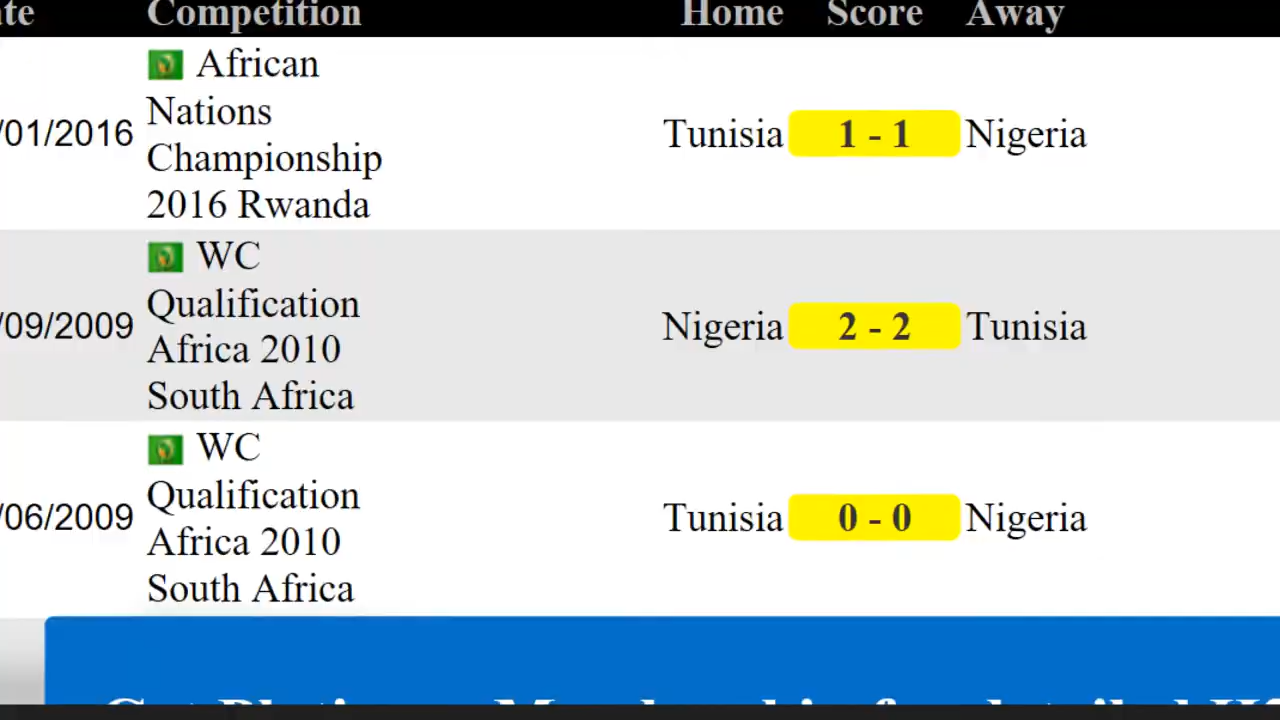 te Competition Home Score Away
African
Nations
/01/2016 Tunisia 1 - 1 Nigeria
Championship
2016 Rwanda
WC
Qualification
/09/2009 Nigeria 2 - 2 Tunisia
Africa 2010
South Africa
WC
Qualification
/06/2009 Tunisia 0 - 0 Nigeria
Africa 2010
South Africa